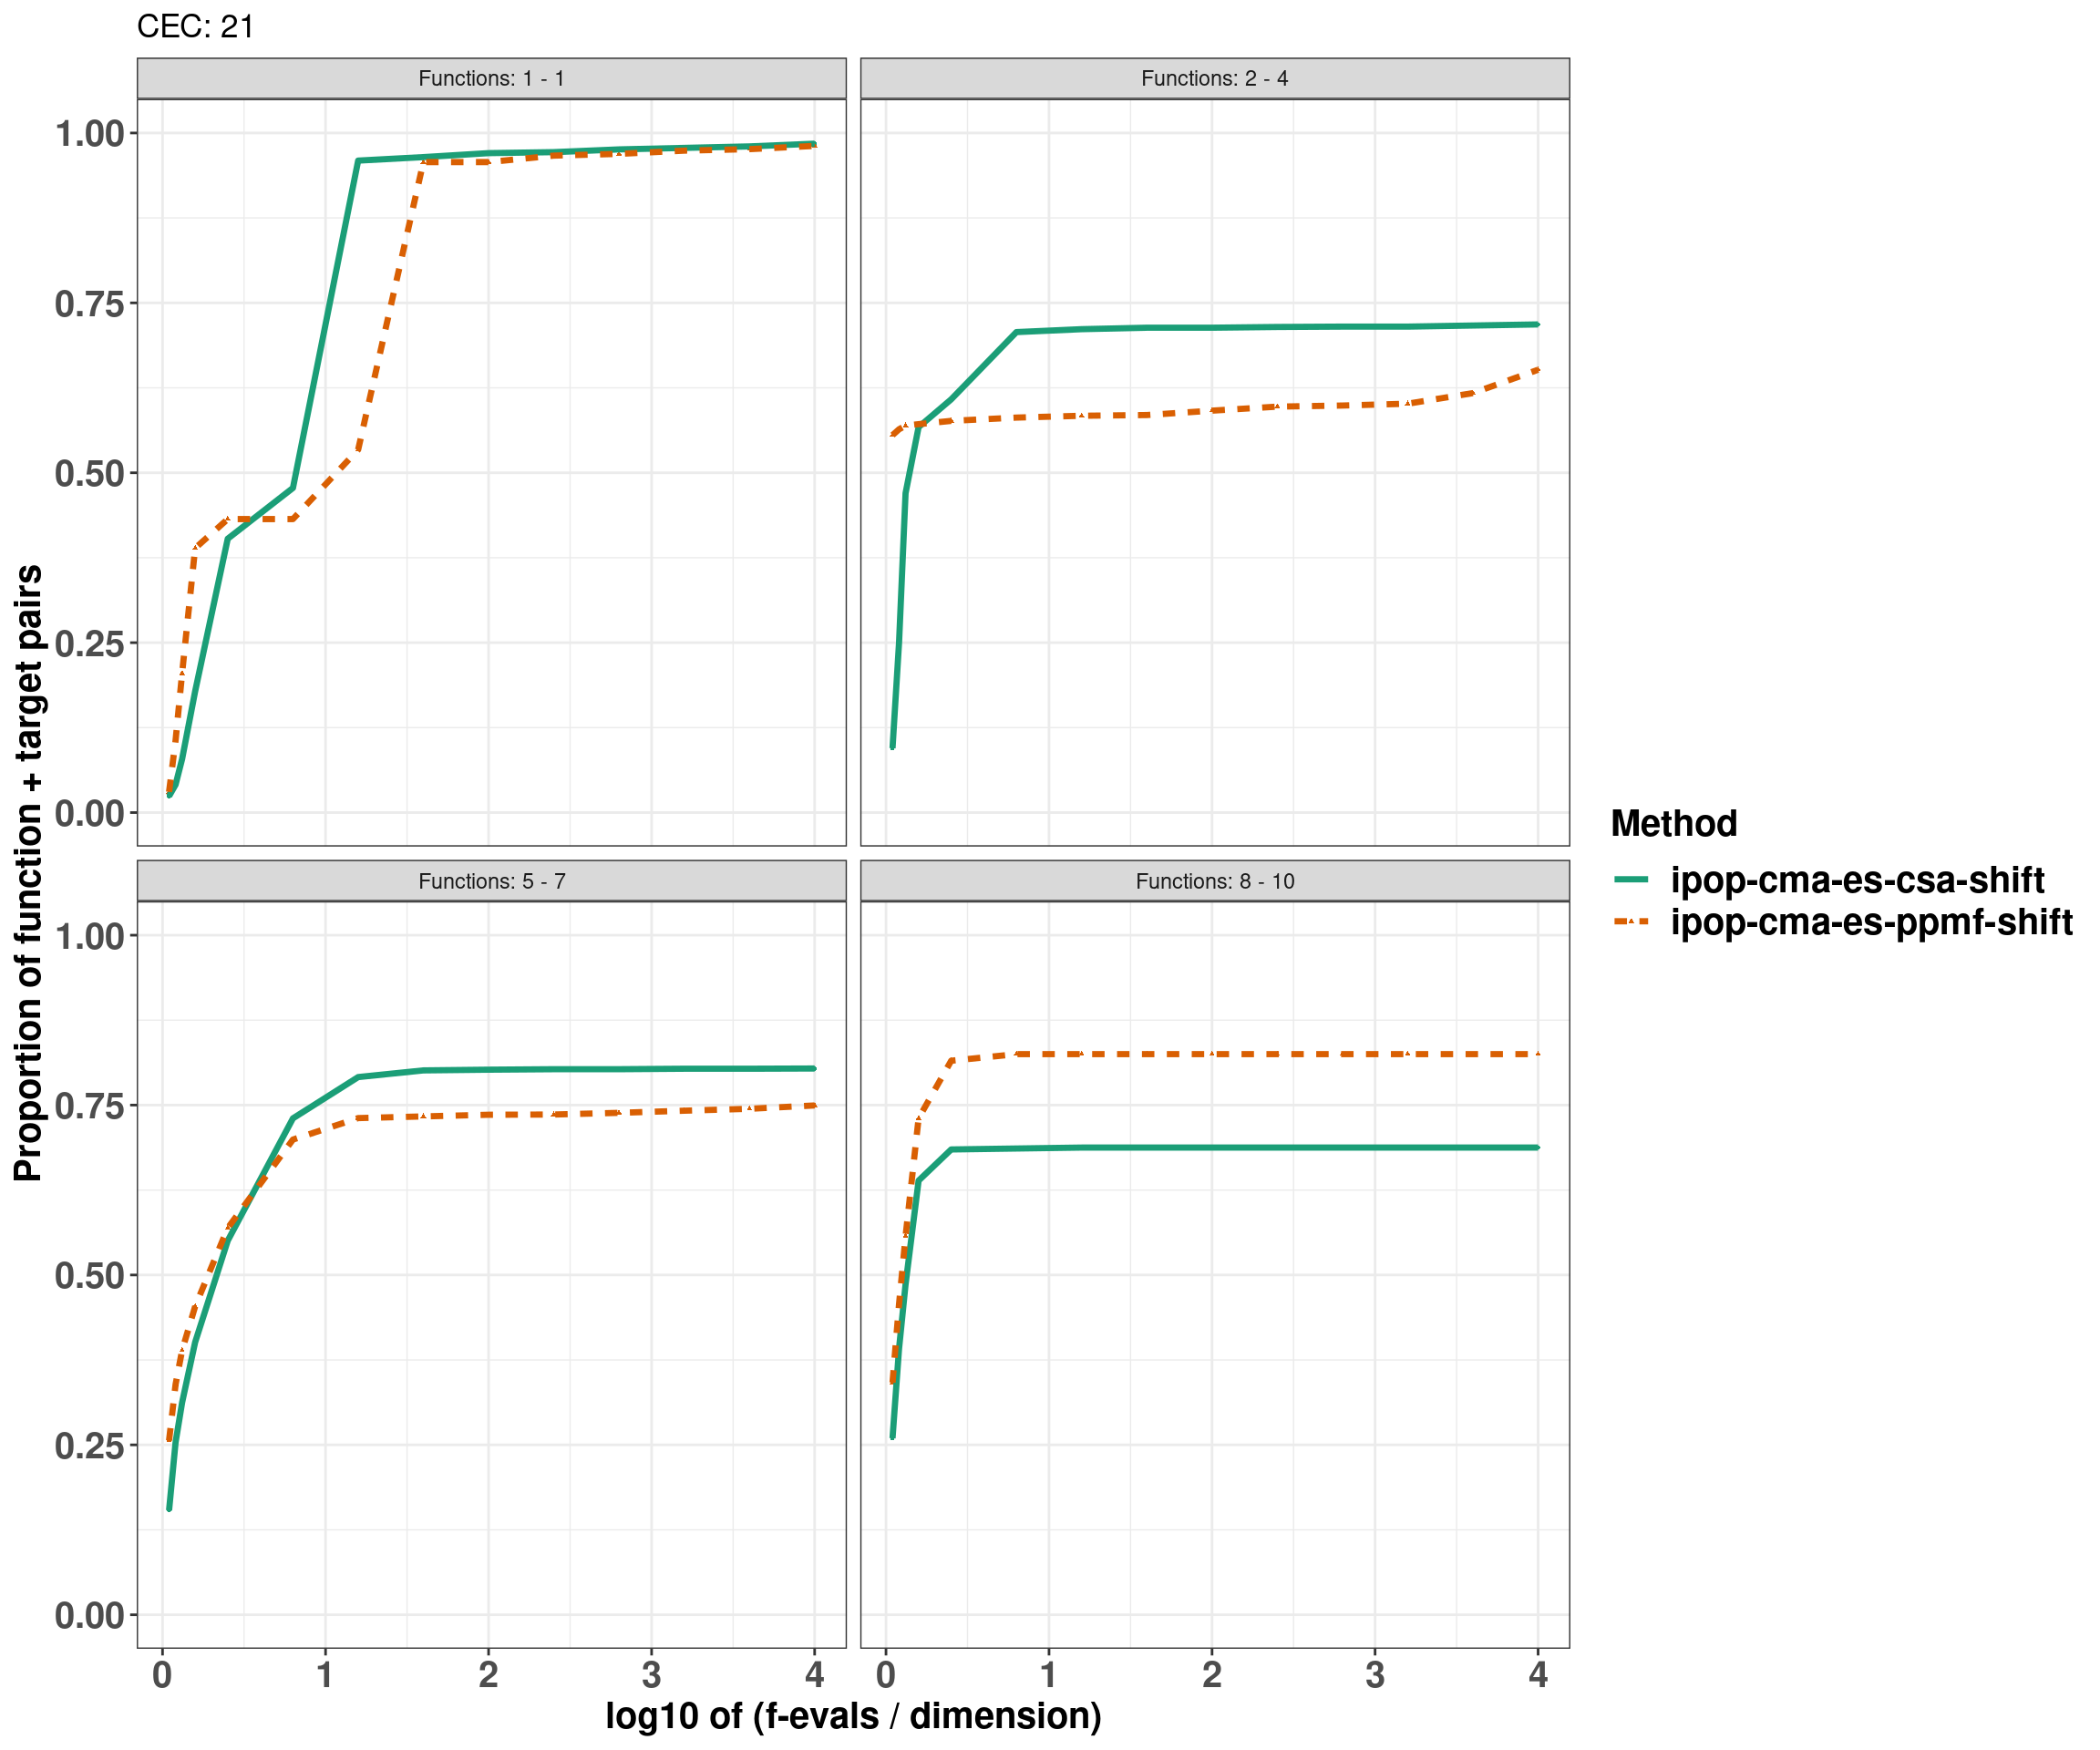 CEC: 21
Functions: 1 - 1
Functions: 2 - 4
1.00
0.75
0.50
0.25
0.00
Functions: 5 - 7
Functions: 8 - 10
1.00
0.75
0.50
0.25
0.00
0 1 2 3 4
0 1 2 3 4
log10 of (f-evals / dimension)
Proportion of function + target pairs
Method
ipop-cma-es-csa-shift
ipop-cma-es-ppmf-shift